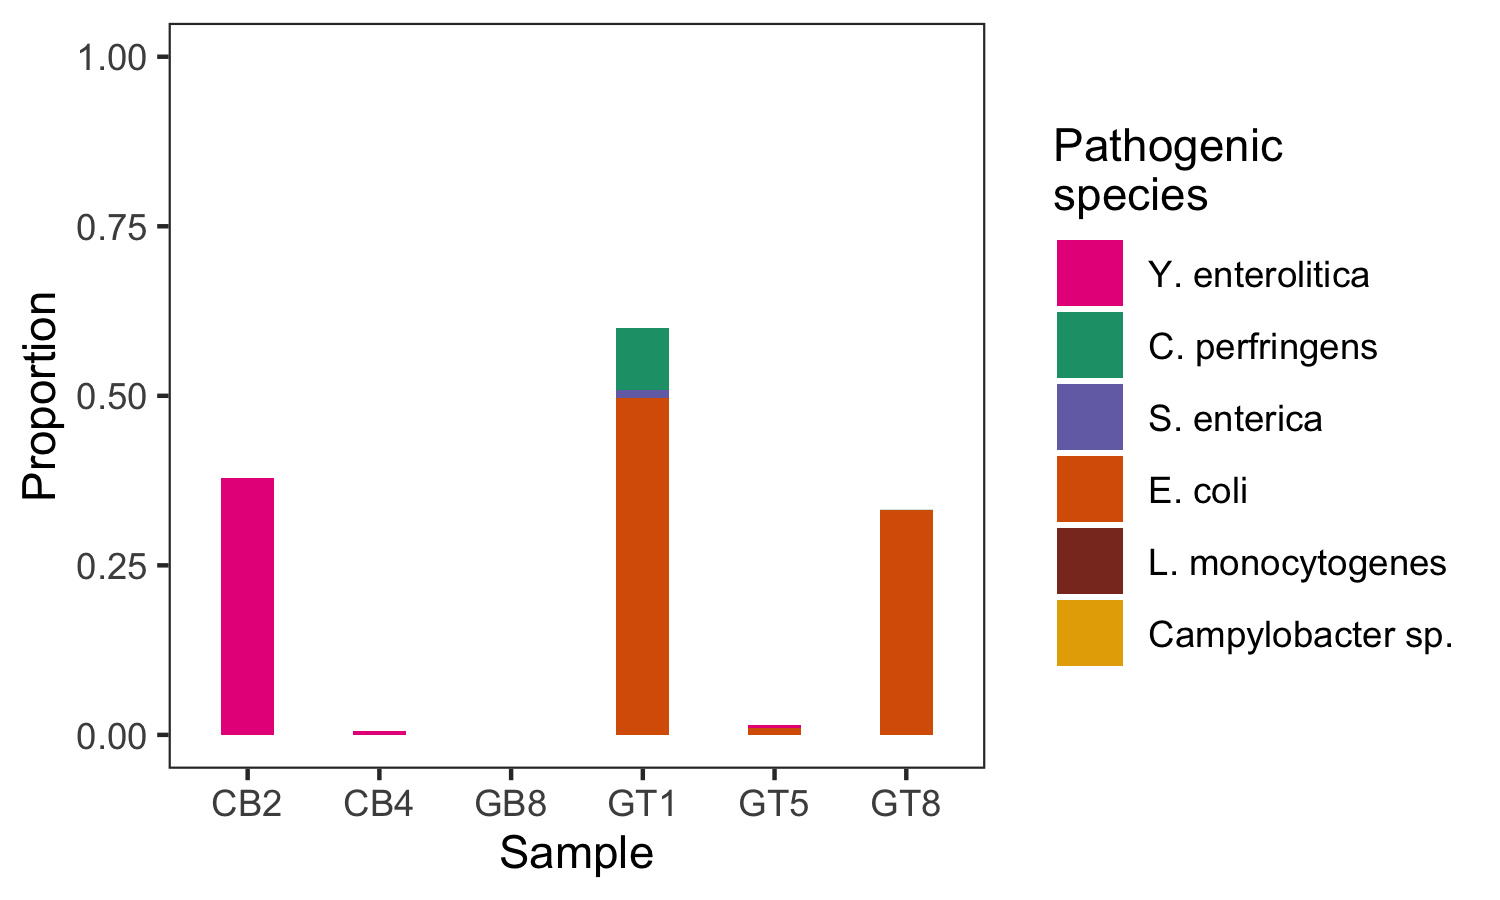 1.00
0.75
0.50
0.25
0.00
Proportion
CB2 CB4 GB8 GT1 GT5 GT8
Sample
Pathogenic
species
Y. enterolitica
C. perfringens
S. enterica
E. coli
L. monocytogenes
Campylobacter sp.